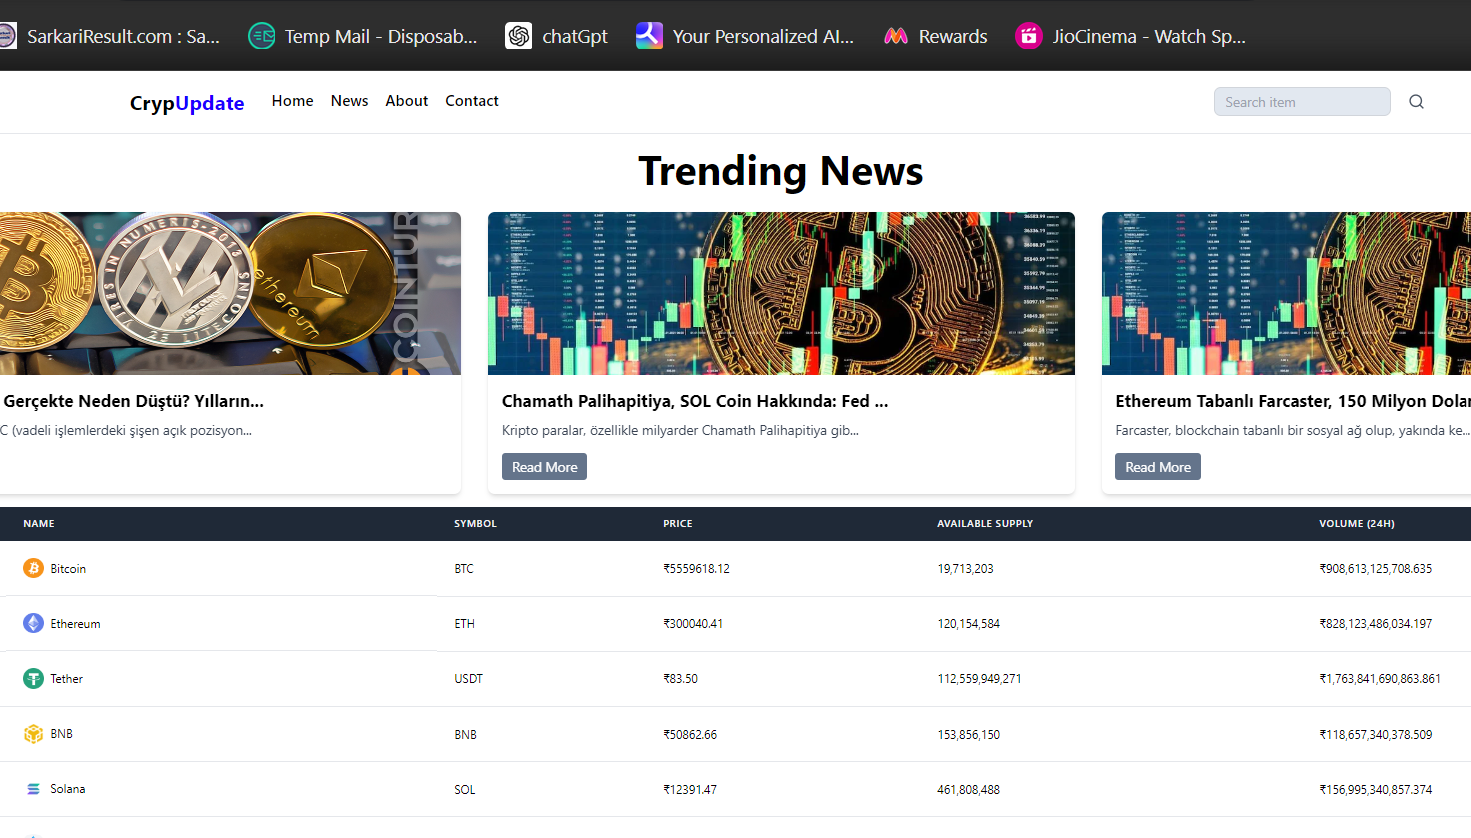 SarkariResult.com : Sa... Temp Mail - Disposab... chatGpt Your Personalized AI... Rewards JioCinema - Watch Sp...
CrypUpdate Home News About Contact Search item
Trending News
NUMERIS-2013
25 LITECOINS
ethereum
COINTUR
Gerçekte Neden Düştü? Yılların... Chamath Palihapitiya, SOL Coin Hakkında: Fed ... Ethereum Tabanlı Farcaster, 150 Milyon Dolar
C (vadeli işlemlerdeki şişen açık pozisyon... Kripto paralar, özellikle milyarder Chamath Palihapitiya gib... Farcaster, blockchain tabanlı bir sosyal ağ olup, yakında ke...
Read More Read More
NAME SYMBOL PRICE AVAILABLE SUPPLY VOLUME (24H)
Bitcoin BTC ₹5559618.12 19,713,203 ₹908,613,125,708.635
Ethereum ETH ₹300040.41 120,154,584 ₹828,123,486,034.197
Tether USDT ₹83.50 112,559,949,271 ₹1,763,841,690,863.861
BNB BNB ₹50862.66 153,856,150 ₹118,657,340,378.509
Solana SOL ₹12391.47 461,808,488 ₹156,995,340,857.374